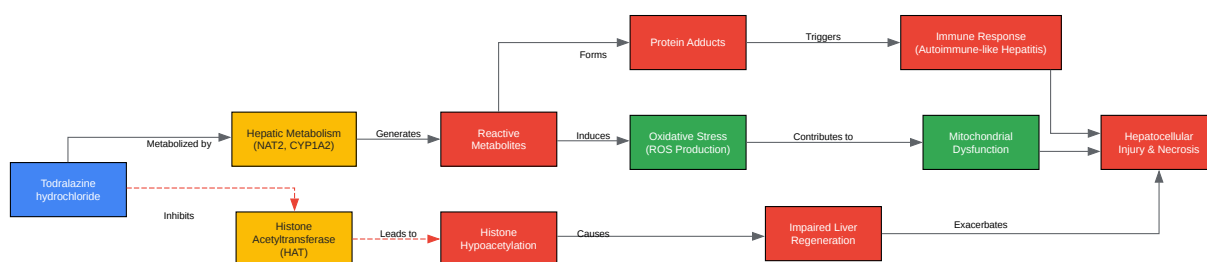 Protein Adducts
Triggers
Immune Response
(Autoimmune-like Hepatitis)
Forms
Hepatic Metabolism
(NAT2, CYP1A2)
Generates
Reactive
Metabolites
Induces
Oxidative Stress
(ROS Production)
Contributes to
Mitochondrial
Dysfunction
Hepatocellular
Injury & Necrosis
Metabolized by
Todralazine
hydrochloride
Inhibits
Histone
Acetyltransferase
(HAT)
Leads to
Histone
Hypoacetylation
Causes
Impaired Liver
Regeneration
Exacerbates